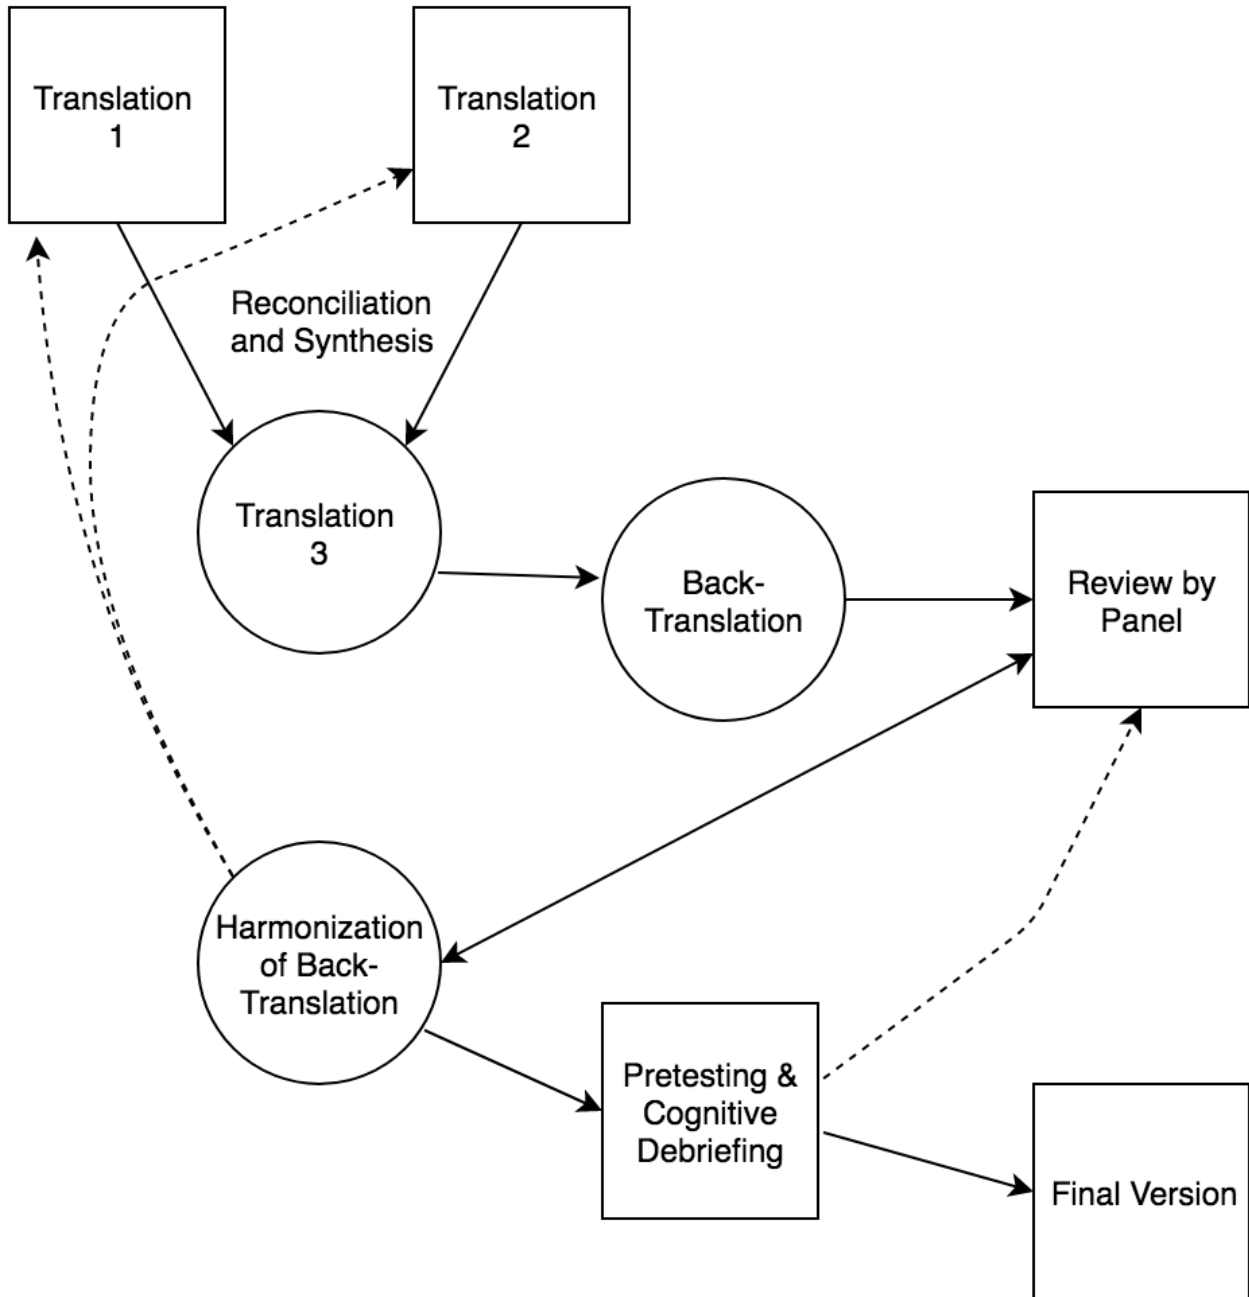 Translation
1
Translation
2
Reconciliation
and Synthesis
Translation
3
Back-
Translation
Review by
Panel
Harmonization
of Back-
Translation
Pretesting &
Cognitive
Debriefing
Final Version